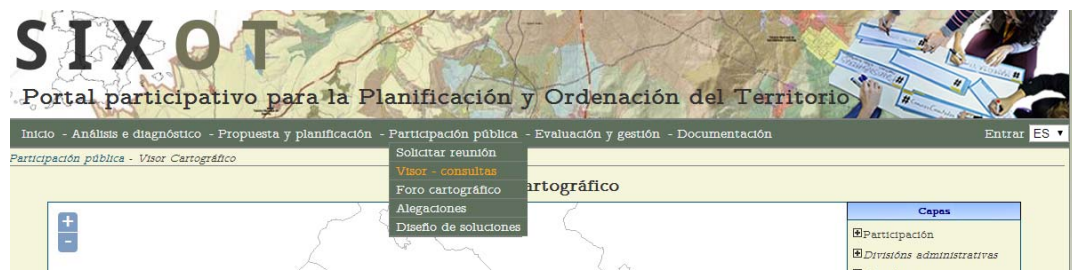 SIXOT
Portal participativo para la Planificación y Ordenación del Territorio
Inicio - Análisis e diagnóstico - Propuesta y planificación - Participación pública - Evaluación y gestión - Documentación Entrar ES
Participación pública - Visor Cartográfico
Solicitar reunión
Visor - consultas
Foro cartográfico
Alegaciones
Diseño de soluciones
artográfico
+
-
Capas
Participación
Divisións administrativas